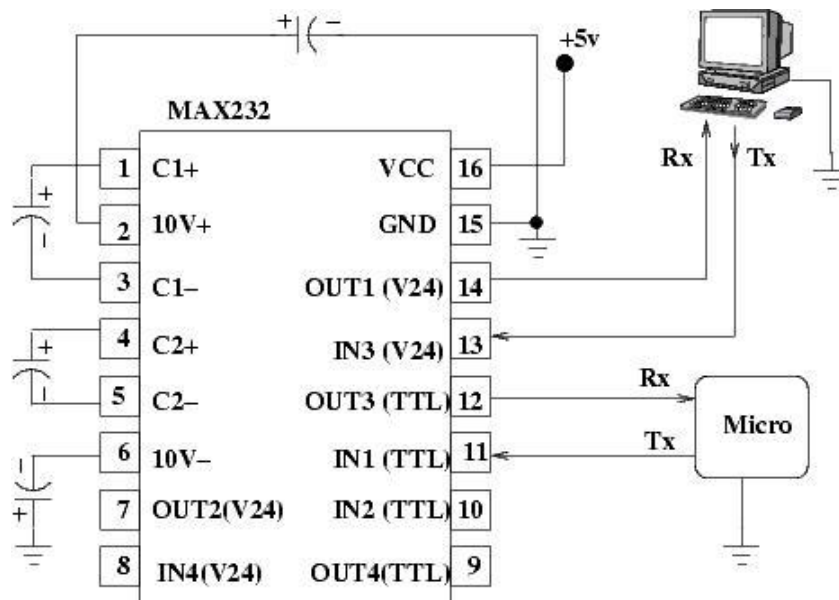 + −
+5v
MAX232
Rx Tx
1 C1+ VCC 16
+
−
2 10V+ GND 15
3 C1− OUT1 (V24) 14
4 C2+ IN3 (V24) 13
+
−
5 C2− OUT3 (TTL) 12
Rx
Micro
6 10V− IN1 (TTL) 11
Tx
−
+
7 OUT2(V24) IN2 (TTL) 10
8 IN4(V24) OUT4(TTL) 9